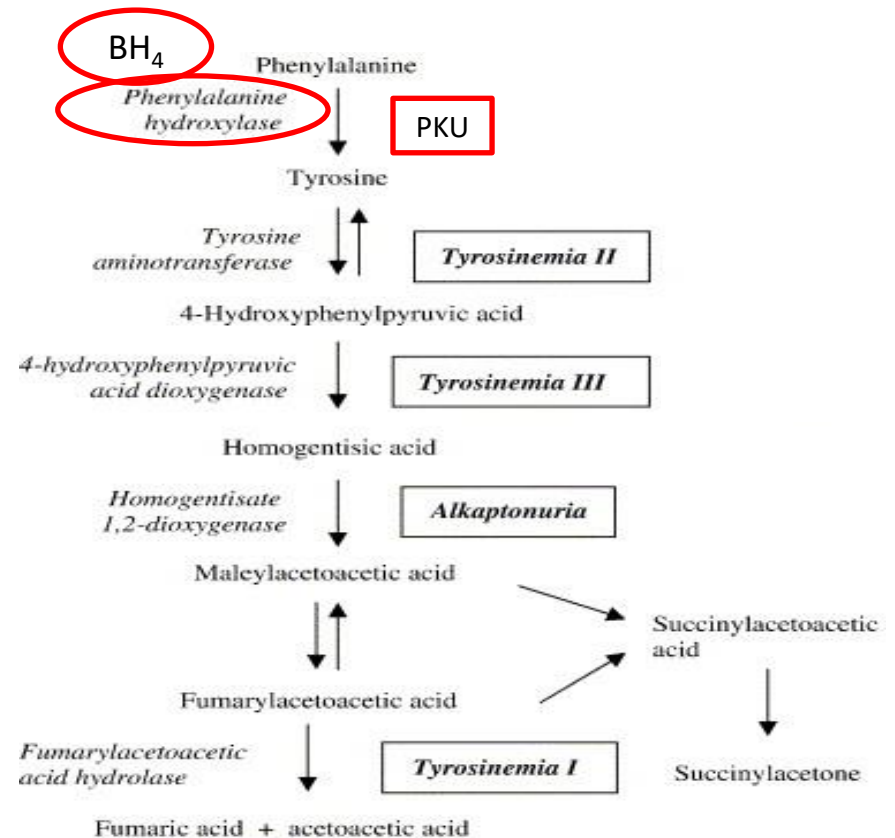 BH₄
Phenylalanine
Phenylalanine
hydroxylase
PKU
Tyrosine
Tyrosine
aminotransferase
Tyrosinemia II
4-Hydroxyphenylpyruvic acid
4-hydroxyphenylpyruvic
acid dioxygenase
Tyrosinemia III
Homogentisic acid
Homogentisate
1,2-dioxygenase
Alkaptonuria
Maleylacetoacetic acid
Succinylacetoacetic
acid
Fumarylacetoacetic acid
Fumarylacetoacetic
acid hydrolase
Tyrosinemia I
Succinylacetone
Fumaric acid + acetoacetic acid